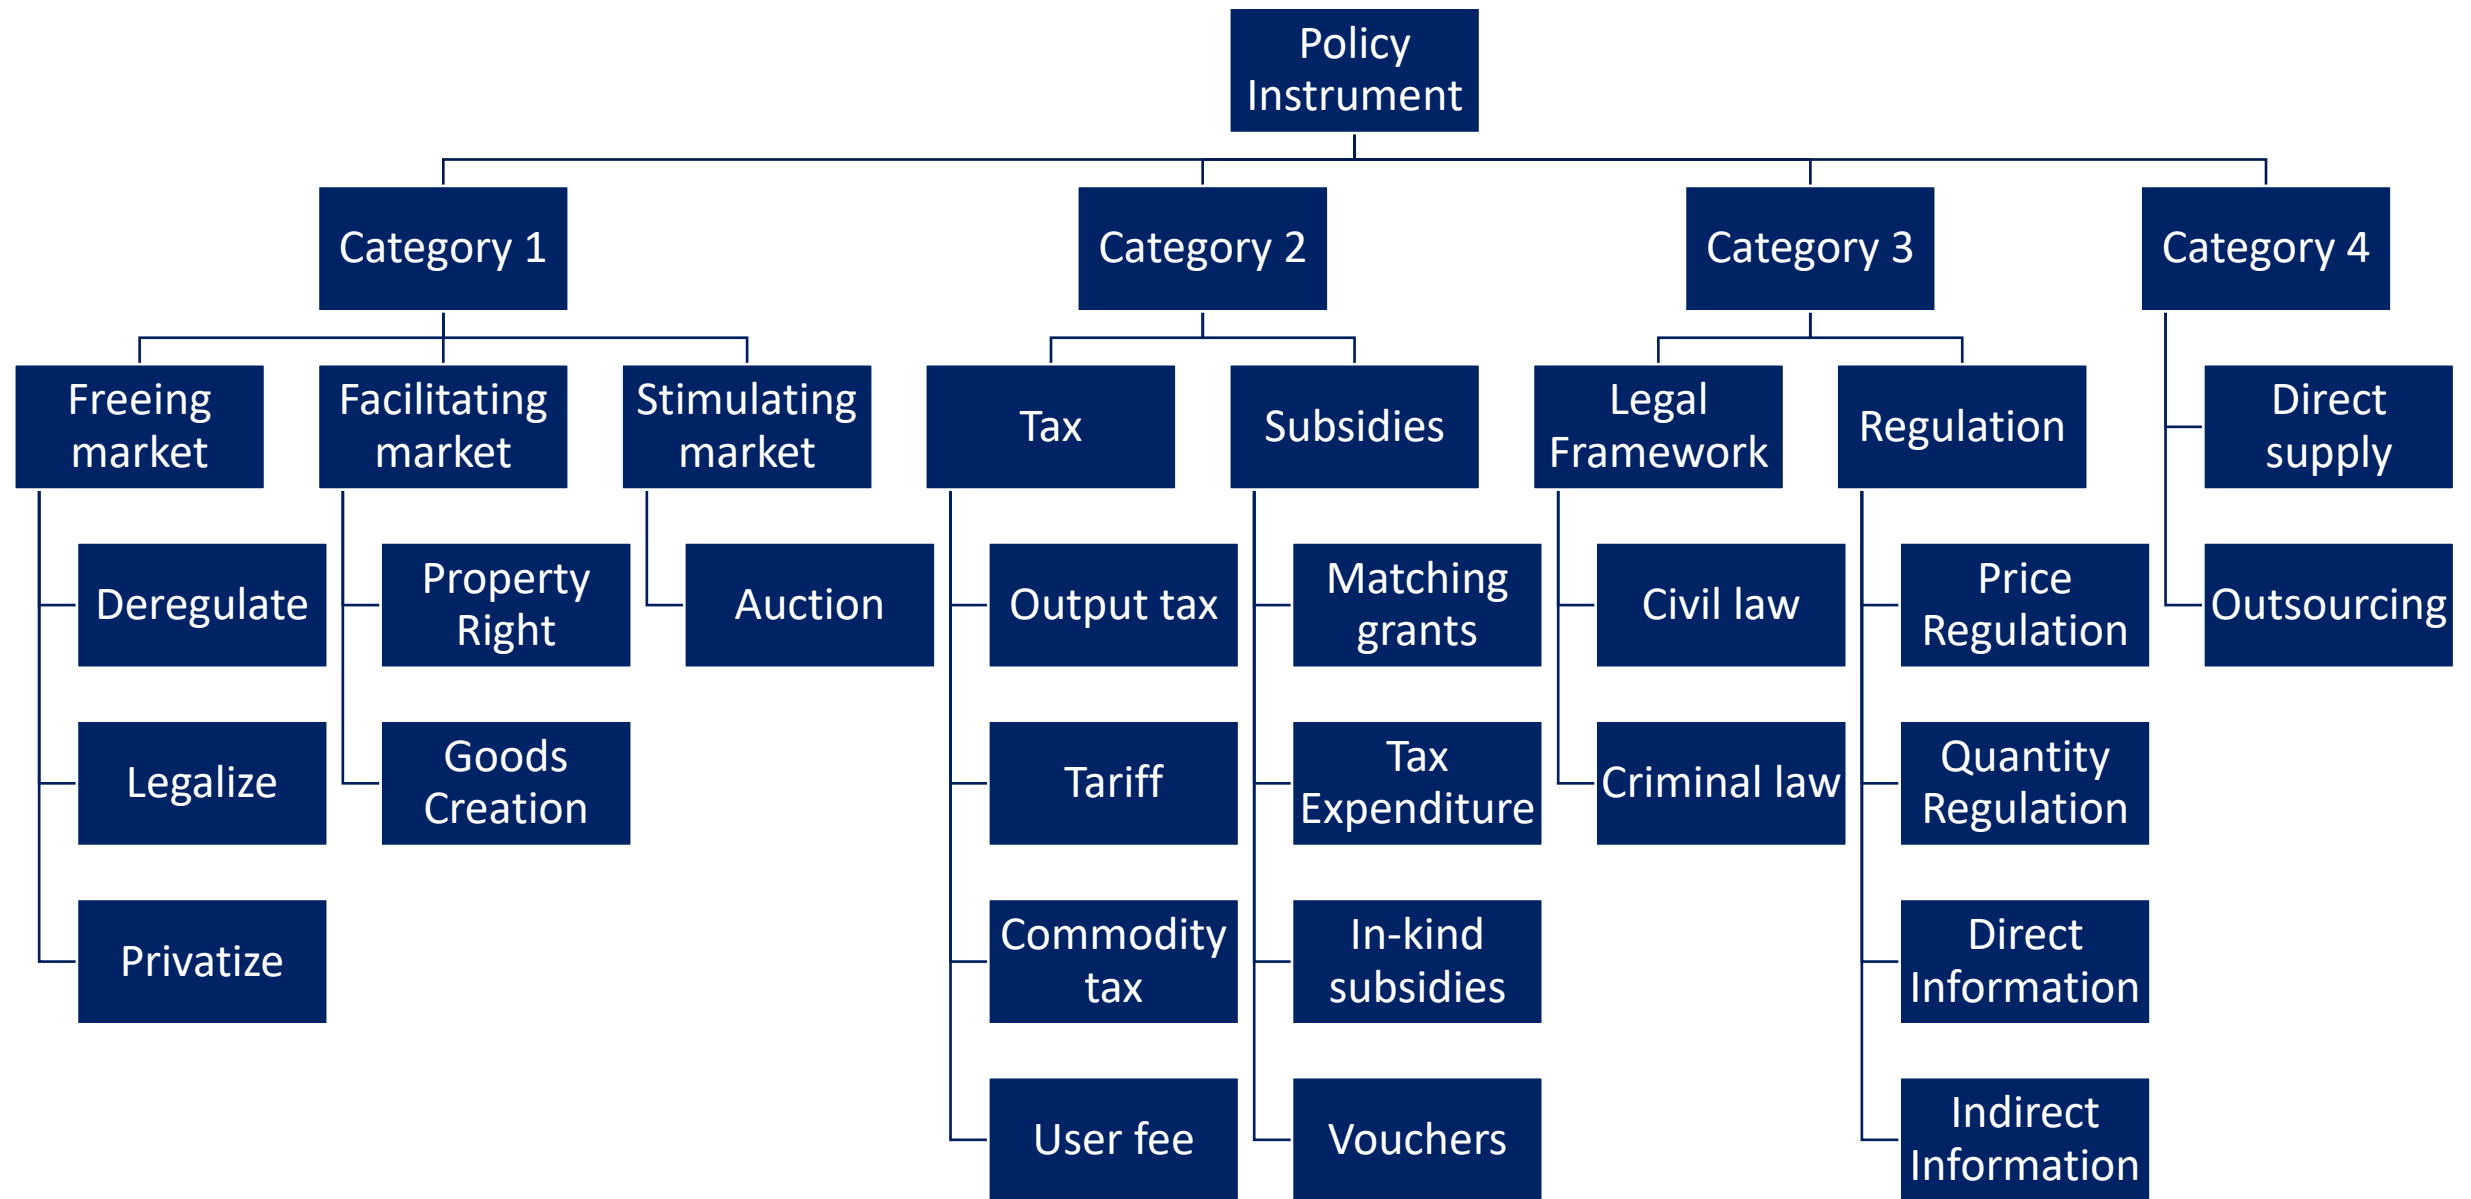 Policy
Instrument
Category 1
Category 2
Category 3
Category 4
Freeing
market
Facilitating
market
Stimulating
market
Tax
Subsidies
Legal
Framework
Regulation
Direct
supply
Deregulate
Property
Right
Auction
Output tax
Matching
grants
Civil law
Price
Regulation
Outsourcing
Legalize
Goods
Creation
Tariff
Tax
Expenditure
Criminal law
Quantity
Regulation
Privatize
Commodity
tax
In-kind
subsidies
Direct
Information
User fee
Vouchers
Indirect
Information